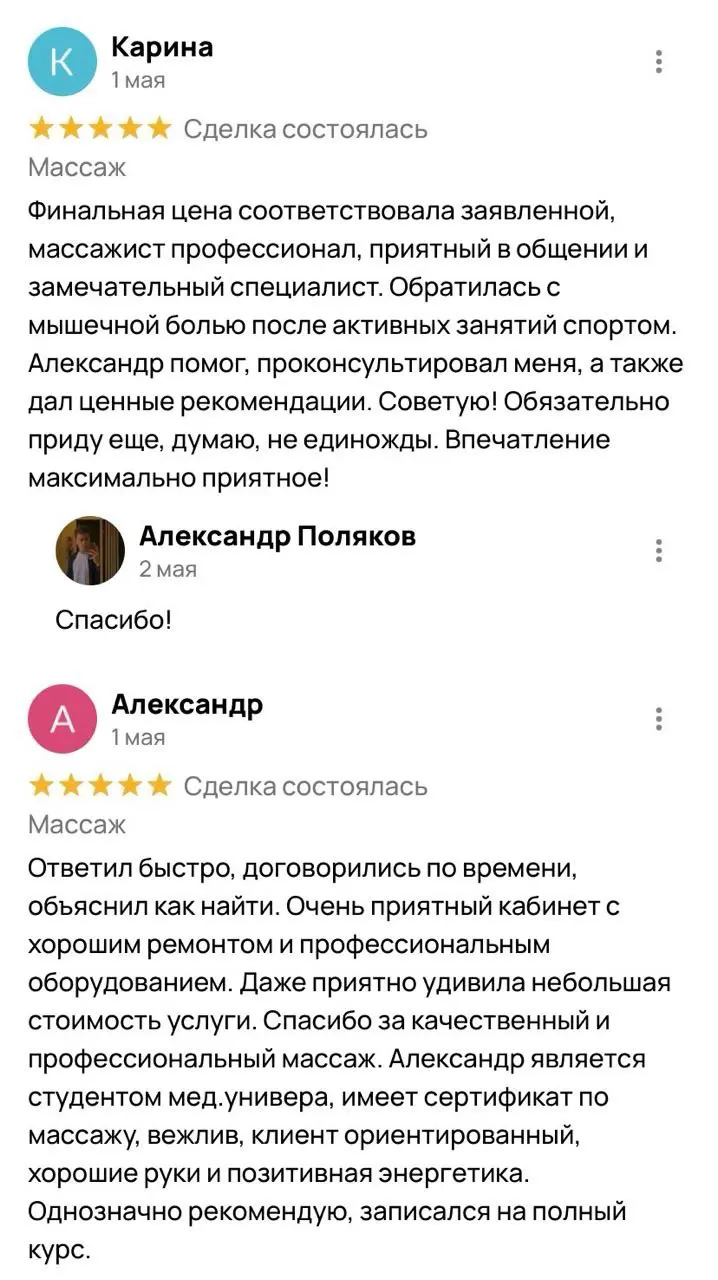 К
Карина
1 мая
Сделка состоялась
Массаж
Финальная цена соответствовала заявленной,
массажист профессионал, приятный в общении и
замечательный специалист. Обратилась с
мышечной болью после активных занятий спортом.
Александр помог, проконсультировал меня, а также
дал ценные рекомендации. Советую! Обязательно
приду еще, думаю, не единожды. Впечатление
максимально приятное!
Александр Поляков
2 мая
Спасибо!
А
Александр
1 мая
Сделка состоялась
Массаж
Ответил быстро, договорились по времени,
объяснил как найти. Очень приятный кабинет с
хорошим ремонтом и профессиональным
оборудованием. Даже приятно удивила небольшая
стоимость услуги. Спасибо за качественный и
профессиональный массаж. Александр является
студентом мед.универа, имеет сертификат по
массажу, вежлив, клиент ориентированный,
хорошие руки и позитивная энергетика.
Однозначно рекомендую, записался на полный
курс.